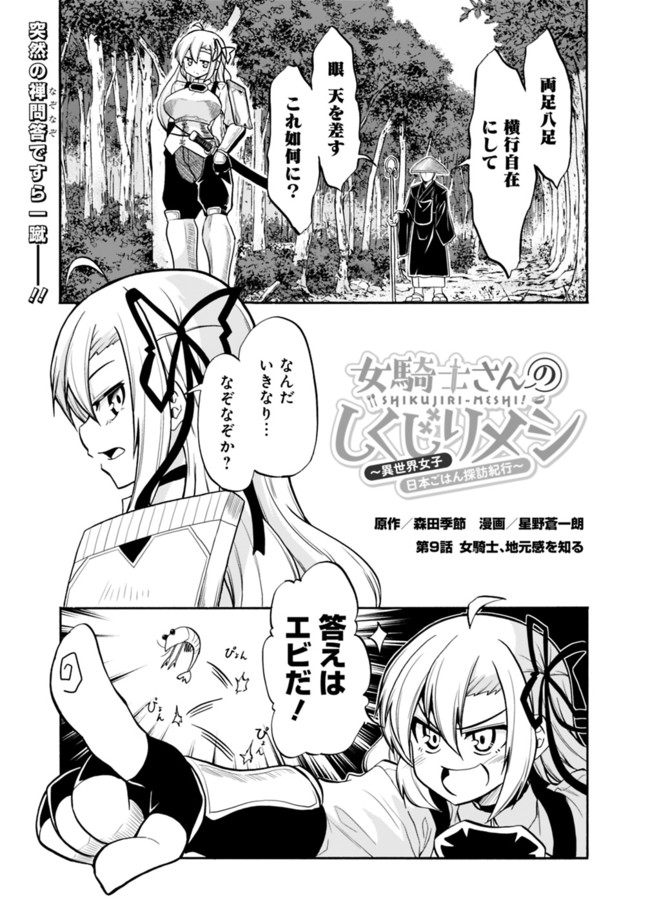 両足八足
横行自在
にして
眼 天を差す
これ如何に?
突然の禅問答ですら一蹴――!!
なぞなぞ
なんだ
いきなり…
なぞなぞか?
女騎士さんの
SHIKUJIRI-MESHI!
しくじりメシ
~異世界女子
日本ごはん探訪紀行~
原作/森田季節 漫画/星野蒼一朗
第9話 女騎士、地元感を知る
答えは
エビだ!
ぴょん
ぴょん
ぴょん